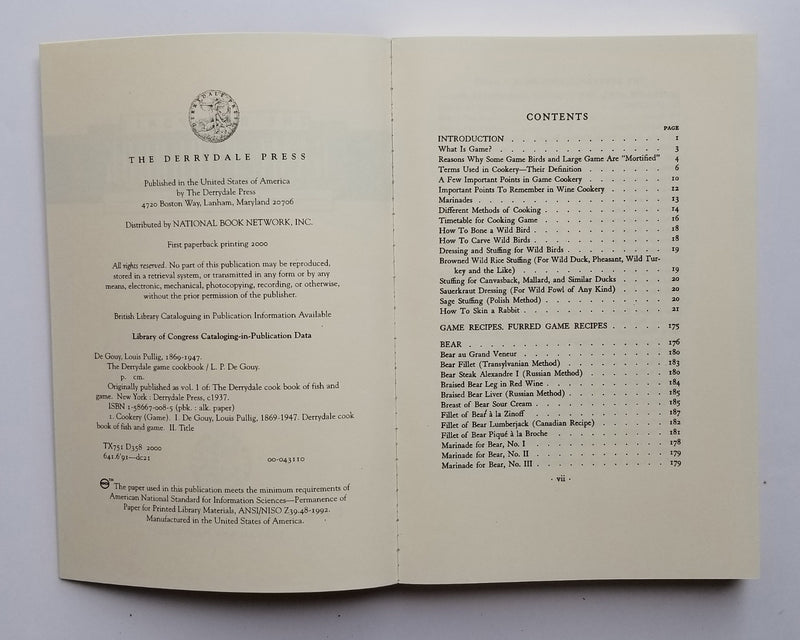 DERRYDALE PRESS
THE DERRYDALE PRESS
Published in the United States of America
by The Derrydale Press
4720 Boston Way, Lanham, Maryland 20706
Distributed by NATIONAL BOOK NETWORK, INC.
First paperback printing 2000
All rights reserved. No part of this publication may be reproduced,
stored in a retrieval system, or transmitted in any form or by any
means, electronic, mechanical, photocopying, recording, or otherwise,
without the prior permission of the publisher.
British Library Cataloguing in Publication Information Available
Library of Congress Cataloging-in-Publication Data
De Gouy, Louis Pullig, 1869-1947.
The Derrydale game cookbook / L. P. De Gouy.
p. cm.
Originally published as vol. 1 of: The Derrydale cook book of fish and
game. New York : Derrydale Press, c1937.
ISBN 1-58667-008-5 (pbk. : alk. paper)
1. Cookery (Game). I. De Gouy, Louis Pullig, 1869-1947. Derrydale cook
book of fish and game. II. Title
TX751 D358 2000
641.6'91—dc21 00-043110
™ The paper used in this publication meets the minimum requirements of
American National Standard for Information Sciences—Permanence of
Paper for Printed Library Materials, ANSI/NISO Z39.48-1992.
Manufactured in the United States of America.
CONTENTS
PAGE
INTRODUCTION . . . . . . . . . . . . . . . 1
What Is Game? . . . . . . . . . . . . . . . 3
Reasons Why Some Game Birds and Large Game Are "Mortified" 4
Terms Used in Cookery—Their Definition . . . . . . . 6
A Few Important Points in Game Cookery . . . . . . . 10
Important Points To Remember in Wine Cookery . . . . . 12
Marinades . . . . . . . . . . . . . . . . 13
Different Methods of Cooking . . . . . . . . . . 14
Timetable for Cooking Game . . . . . . . . . . 16
How To Bone a Wild Bird . . . . . . . . . . . 18
How To Carve Wild Birds . . . . . . . . . . . 18
Dressing and Stuffing for Wild Birds . . . . . . . . 19
Browned Wild Rice Stuffing (For Wild Duck, Pheasant, Wild Tur-
key and the Like) . . . . . . . . . . . . 19
Stuffing for Canvasback, Mallard, and Similar Ducks . . . . 20
Sauerkraut Dressing (For Wild Fowl of Any Kind) . . . . 20
Sage Stuffing (Polish Method) . . . . . . . . . . 20
How To Skin a Rabbit . . . . . . . . . . . . 21
GAME RECIPES. FURRED GAME RECIPES . . . . . 175
BEAR . . . . . . . . . . . . . . . . . 176
Bear au Grand Veneur . . . . . . . . . . . . 180
Bear Fillet (Transylvanian Method) . . . . . . . . 183
Bear Steak Alexandre I (Russian Method) . . . . . . . 180
Braised Bear Leg in Red Wine . . . . . . . . . . 184
Braised Bear Liver (Russian Method) . . . . . . . . 185
Breast of Bear Sour Cream . . . . . . . . . . . 185
Fillet of Bear à la Zinoff . . . . . . . . . . . 187
Fillet of Bear Lumberjack (Canadian Recipe) . . . . . . 182
Fillet of Bear Piqué à la Broche . . . . . . . . . 181
Marinade for Bear, No. I . . . . . . . . . . . 178
Marinade for Bear, No. II . . . . . . . . . . . 179
Marinade for Bear, No. III . . . . . . . . . . . 179
· vii ·